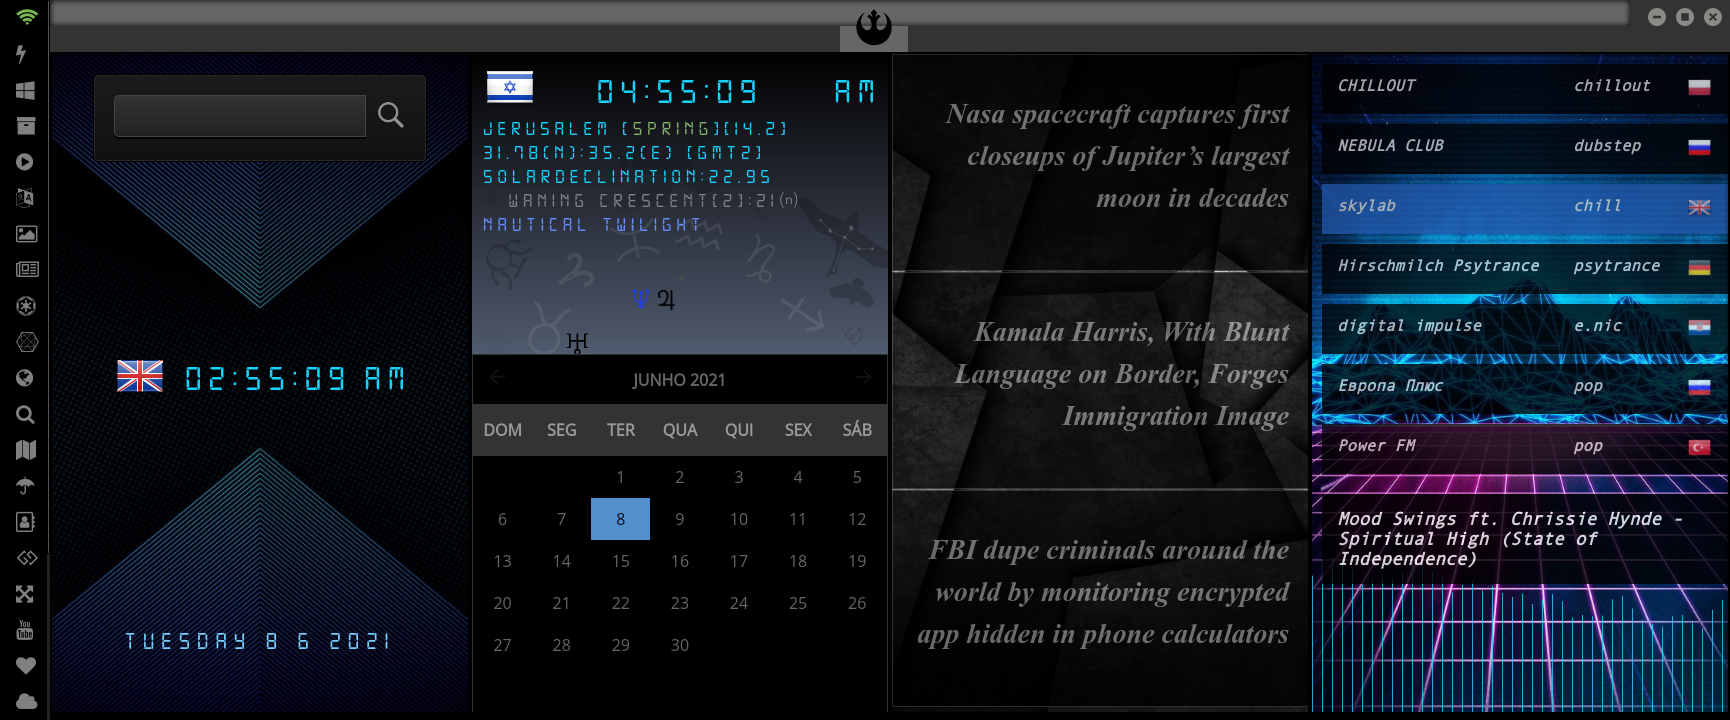 02:55:09 AM
TUESDAY 8 6 2021
04:55:09 AM
JERUSALEM [SPRING][14.2]
31.78(N):35.2(E) [GMT2]
SOLARDECLINATION:22.95
WANING CRESCENT[2]:21(n)
NAUTICAL TWILIGHT
JUNHO 2021
DOM SEG TER QUA QUI SEX SÁB
1 2 3 4 5
6 7 8 9 10 11 12
13 14 15 16 17 18 19
20 21 22 23 24 25 26
27 28 29 30
Nasa spacecraft captures first
closeups of Jupiter’s largest
moon in decades
Kamala Harris, With Blunt
Language on Border, Forges
Immigration Image
FBI dupe criminals around the
world by monitoring encrypted
app hidden in phone calculators
CHILLOUT chillout
NEBULA CLUB dubstep
skylab chill
Hirschmilch Psytrance psytrance
digital impulse e.nic
Европа Плюс pop
Power FM pop
Mood Swings ft. Chrissie Hynde -
Spiritual High (State of
Independence)
You
Tube